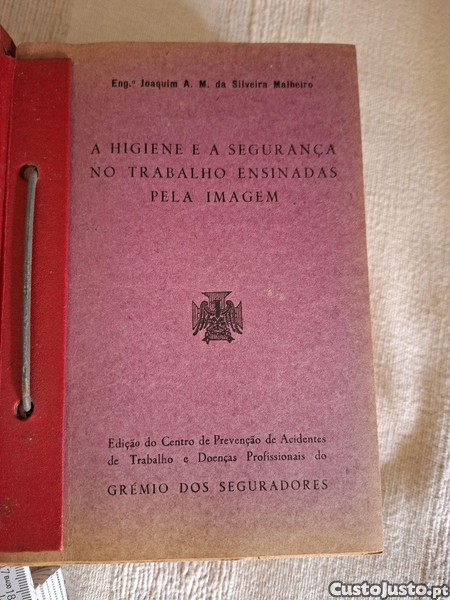 Eng.º Joaquim A. M. da Silveira Malheiro
A HIGIENE E A SEGURANÇA
NO TRABALHO ENSINADAS
PELA IMAGEM
Edição do Centro de Prevenção de Acidentes
de Trabalho e Doenças Profissionais do
GRÉMIO DOS SEGURADORES
CustoJusto.pt